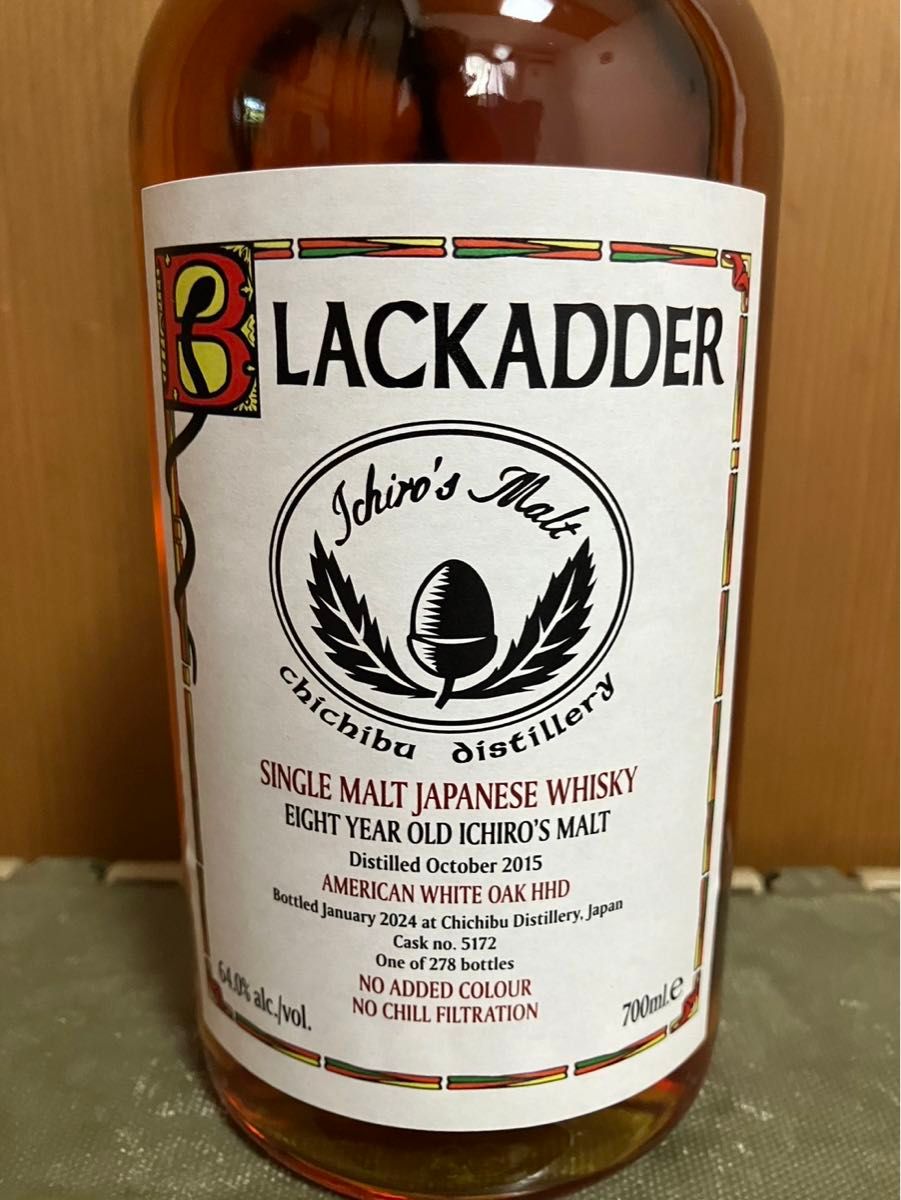 BLACKADDER
Ichiro's Malt
chichibu distillery
SINGLE MALT JAPANESE WHISKY
EIGHT YEAR OLD ICHIRO'S MALT
Distilled October 2015
AMERICAN WHITE OAK HHD
Bottled January 2024 at Chichibu Distillery, Japan
Cask no. 5172
One of 278 bottles
NO ADDED COLOUR
NO CHILL FILTRATION
64.0% alc./vol.
700ml.e